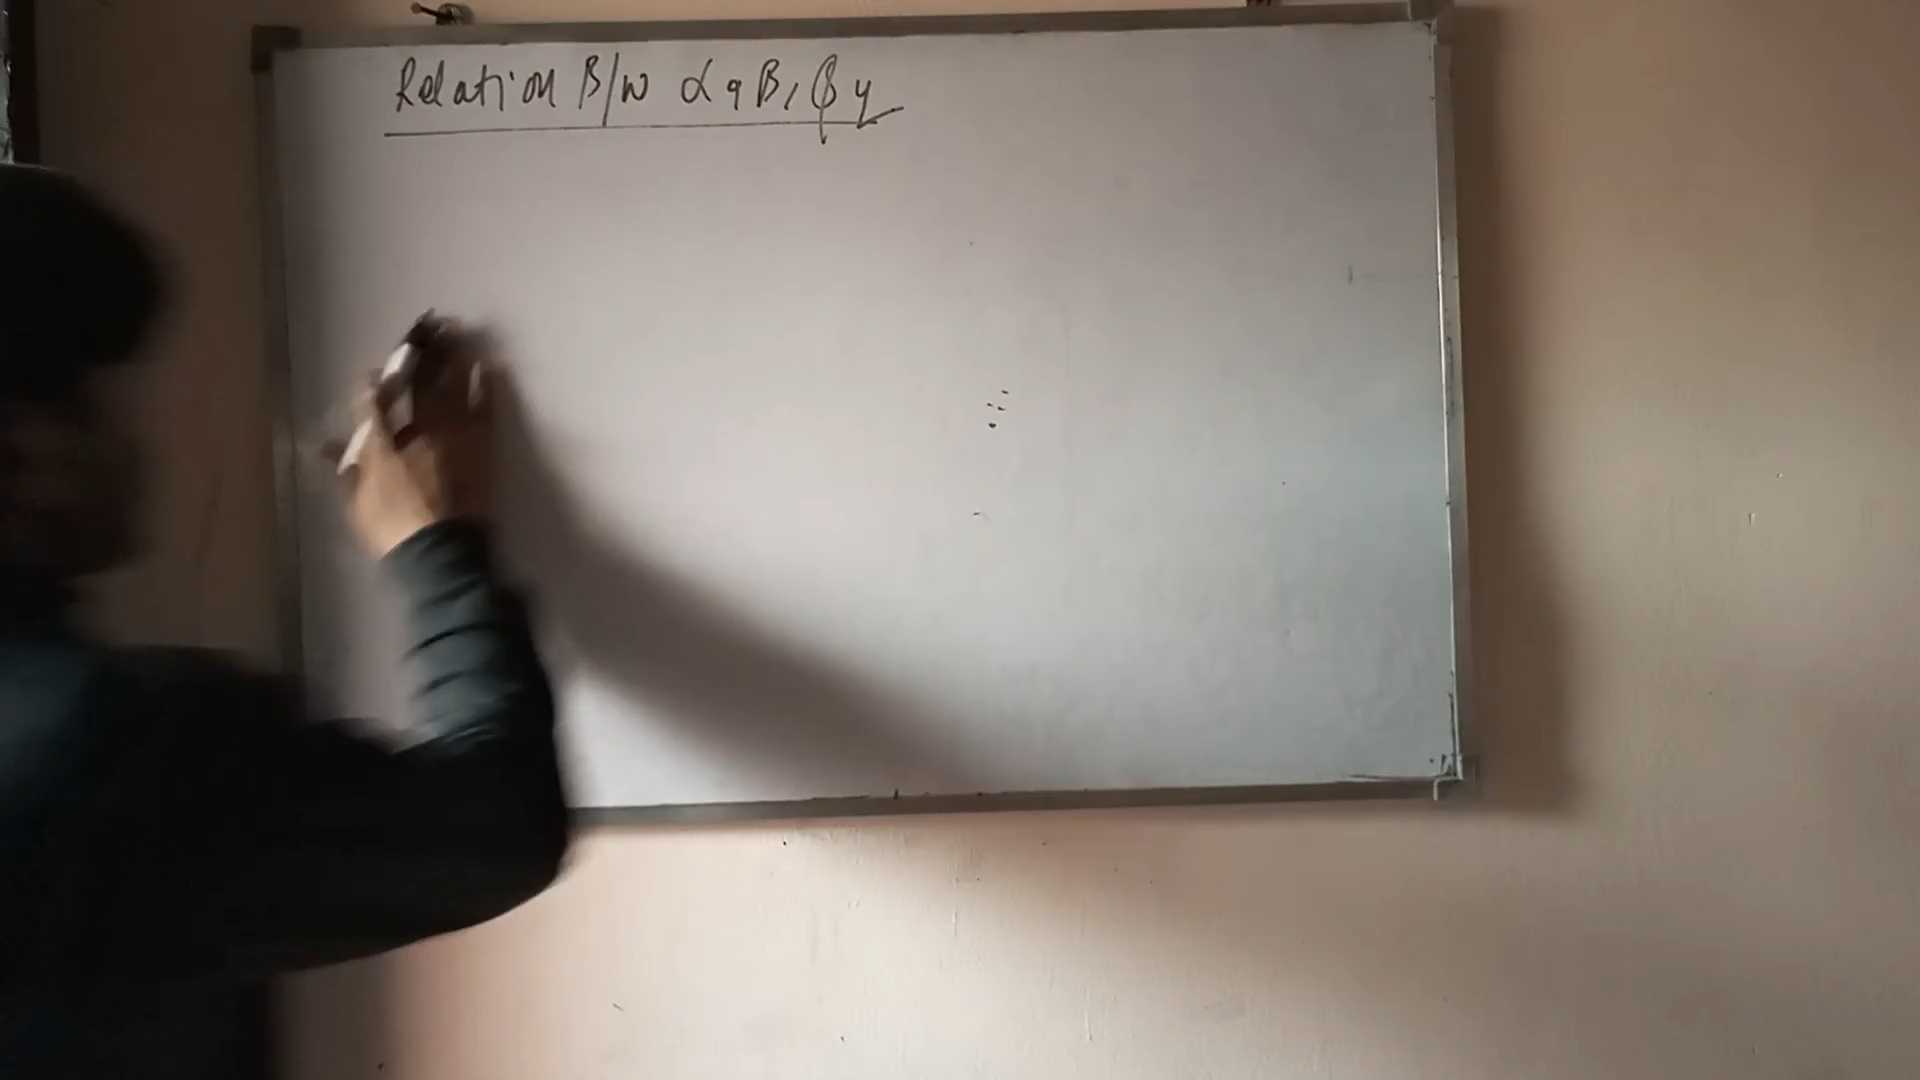 Relation B/w α q β, β y